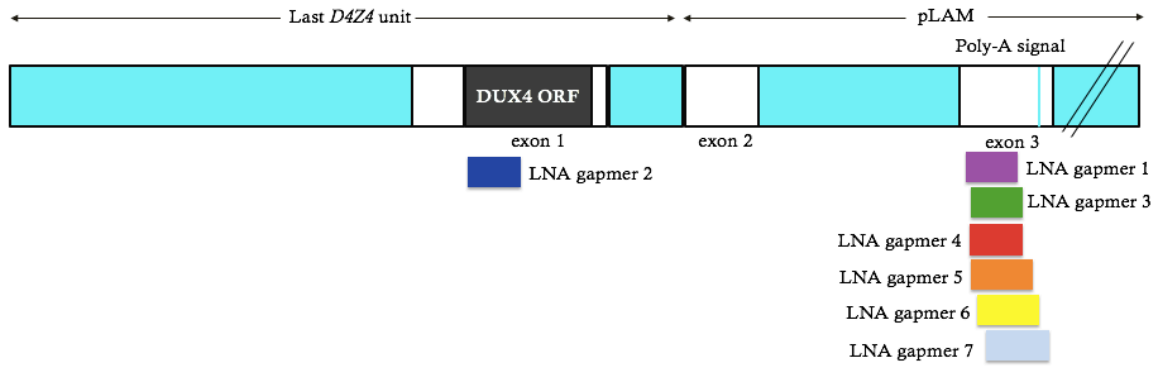 Last D4Z4 unit
pLAM
Poly-A signal
DUX4 ORF
exon 1
exon 2
exon 3
LNA gapmer 2
LNA gapmer 1
LNA gapmer 3
LNA gapmer 4
LNA gapmer 5
LNA gapmer 6
LNA gapmer 7